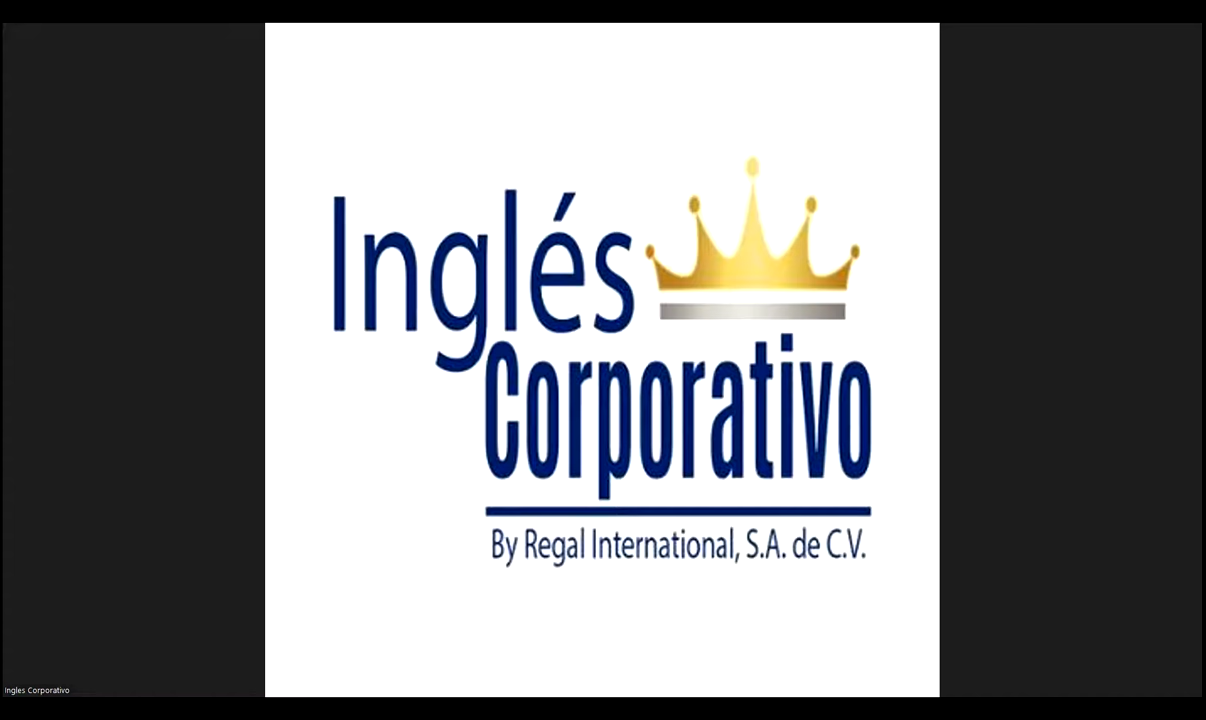 Inglés
Corporativo
By Regal International, S.A. de C.V.
Ingles Corporativo